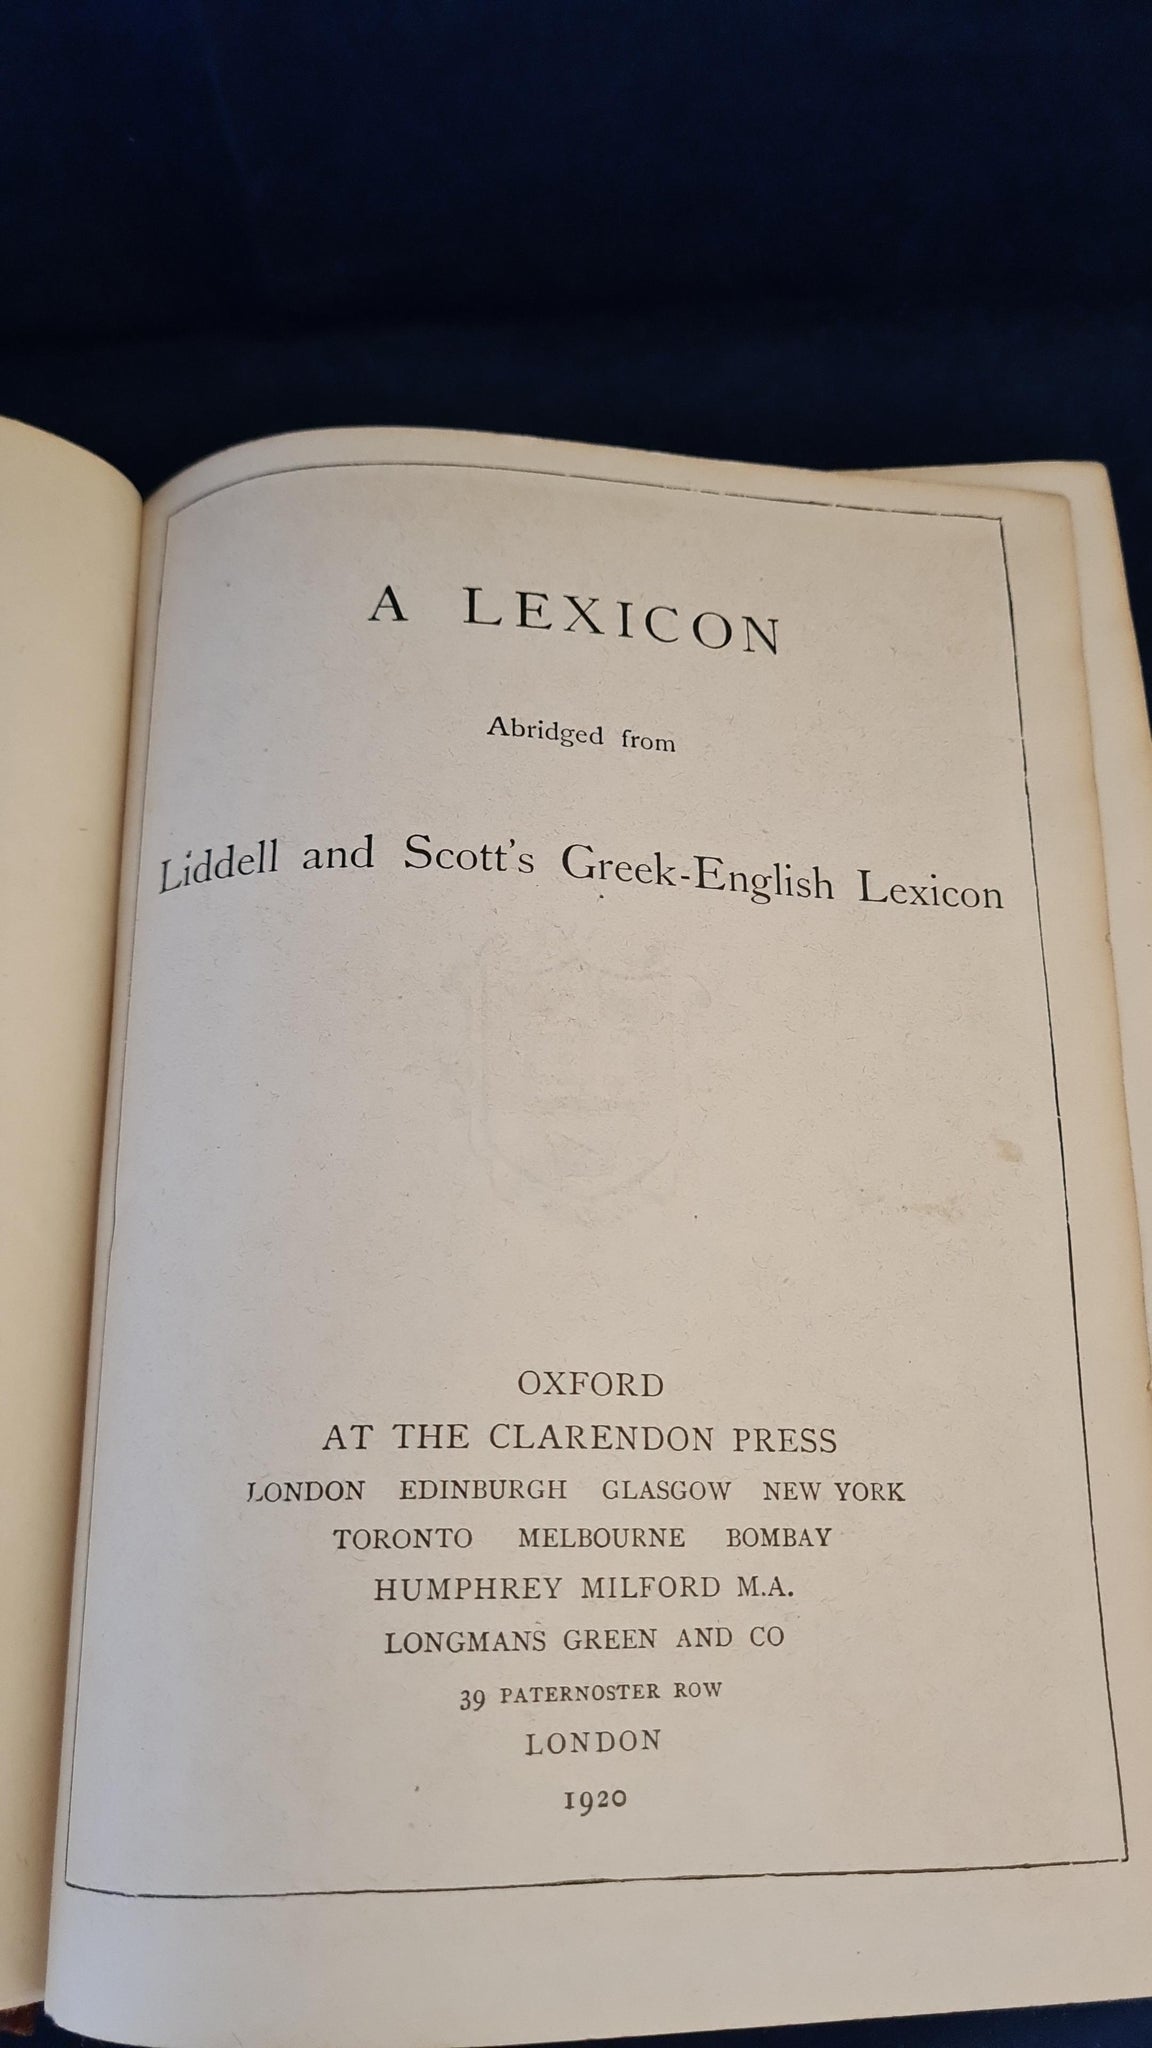 A LEXICON
Abridged from
Liddell and Scott's Greek-English Lexicon
OXFORD
AT THE CLARENDON PRESS
LONDON EDINBURGH GLASGOW NEW YORK
TORONTO MELBOURNE BOMBAY
HUMPHREY MILFORD M.A.
LONGMANS GREEN AND CO
39 PATERNOSTER ROW
LONDON
1920